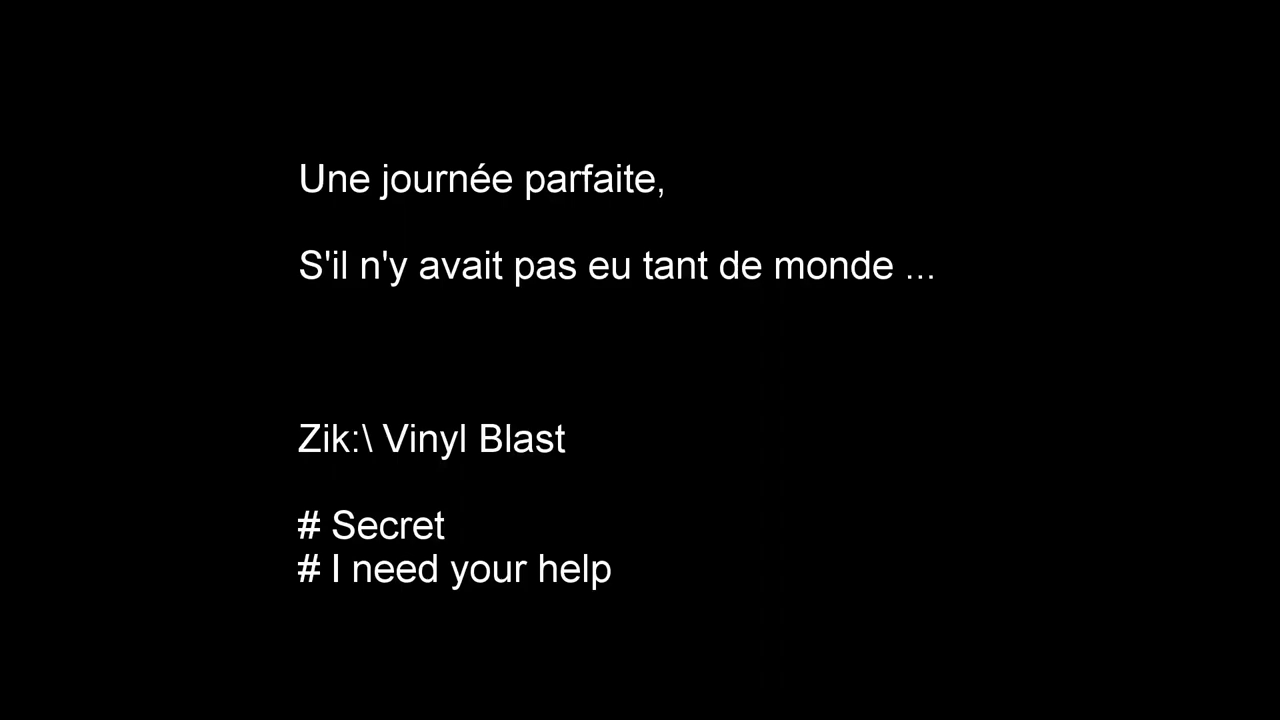 Une journée parfaite,
S'il n'y avait pas eu tant de monde ...
Zik:\ Vinyl Blast
# Secret
# I need your help